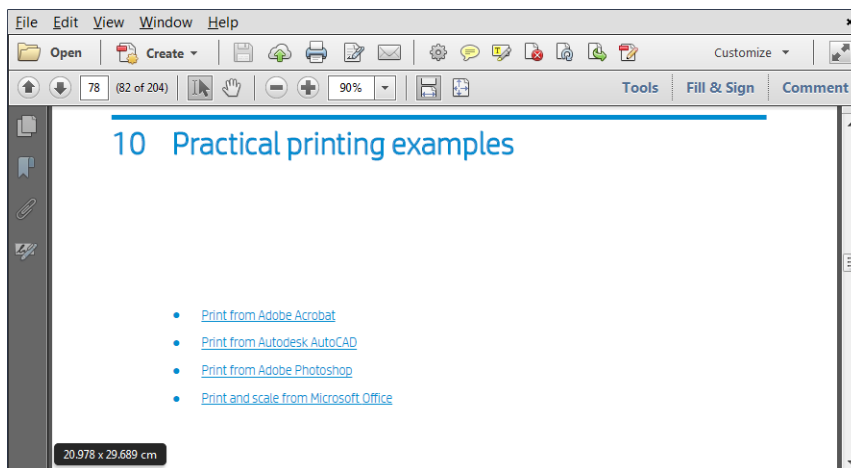 File Edit View Window Help
Open Create Customize
78 (82 of 204) 90% Tools Fill & Sign Comment
10 Practical printing examples
• Print from Adobe Acrobat
• Print from Autodesk AutoCAD
• Print from Adobe Photoshop
• Print and scale from Microsoft Office
20.978 x 29.689 cm